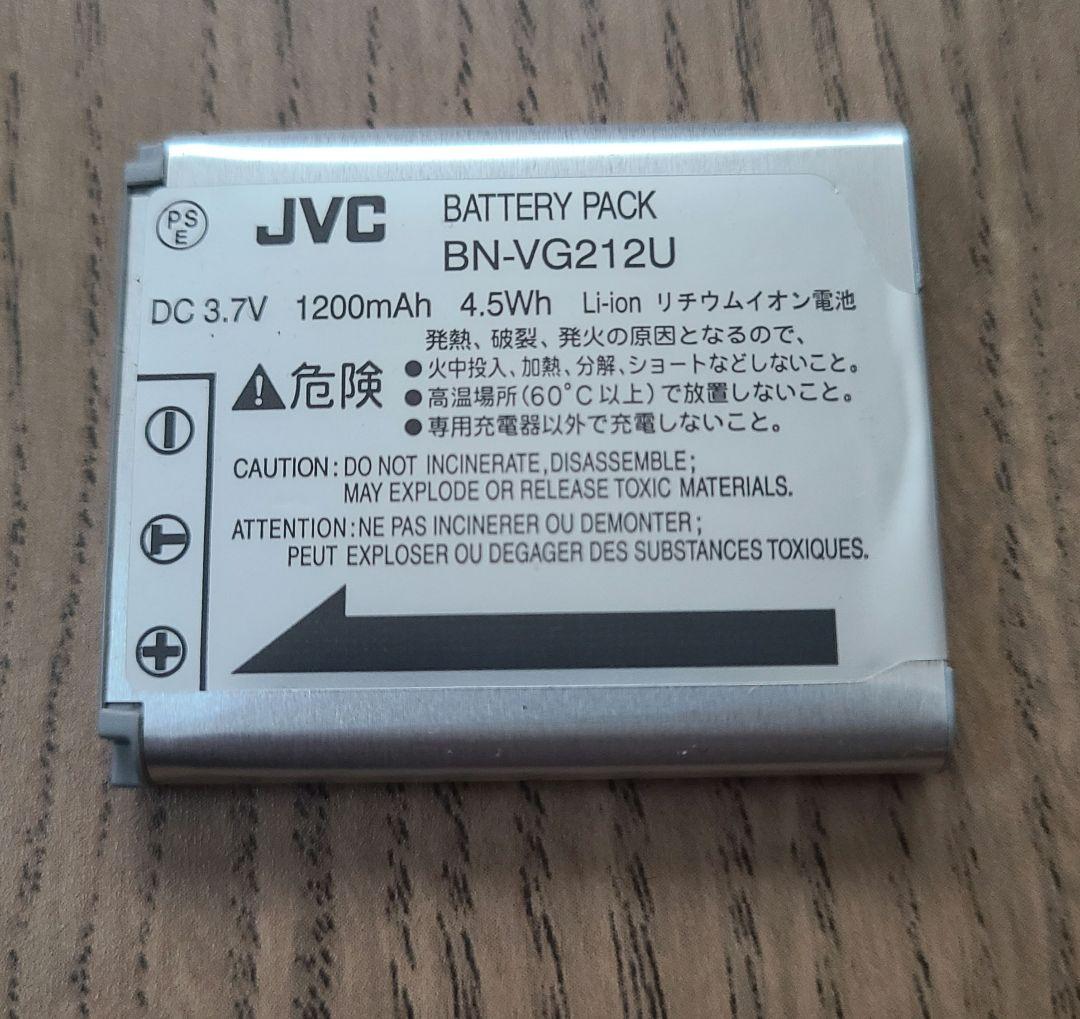 PSE JVC BATTERY PACK
BN-VG212U
DC 3.7V 1200mAh 4.5Wh Li-ion リチウムイオン電池
発熱、破裂、発火の原因となるので、
危険 ●火中投入、加熱、分解、ショートなどしないこと。
●高温場所(60°C以上)で放置しないこと。
●専用充電器以外で充電しないこと。
CAUTION: DO NOT INCINERATE, DISASSEMBLE;
MAY EXPLODE OR RELEASE TOXIC MATERIALS.
ATTENTION: NE PAS INCINERER OU DEMONTER;
PEUT EXPLOSER OU DEGAGER DES SUBSTANCES TOXIQUES.
T
+